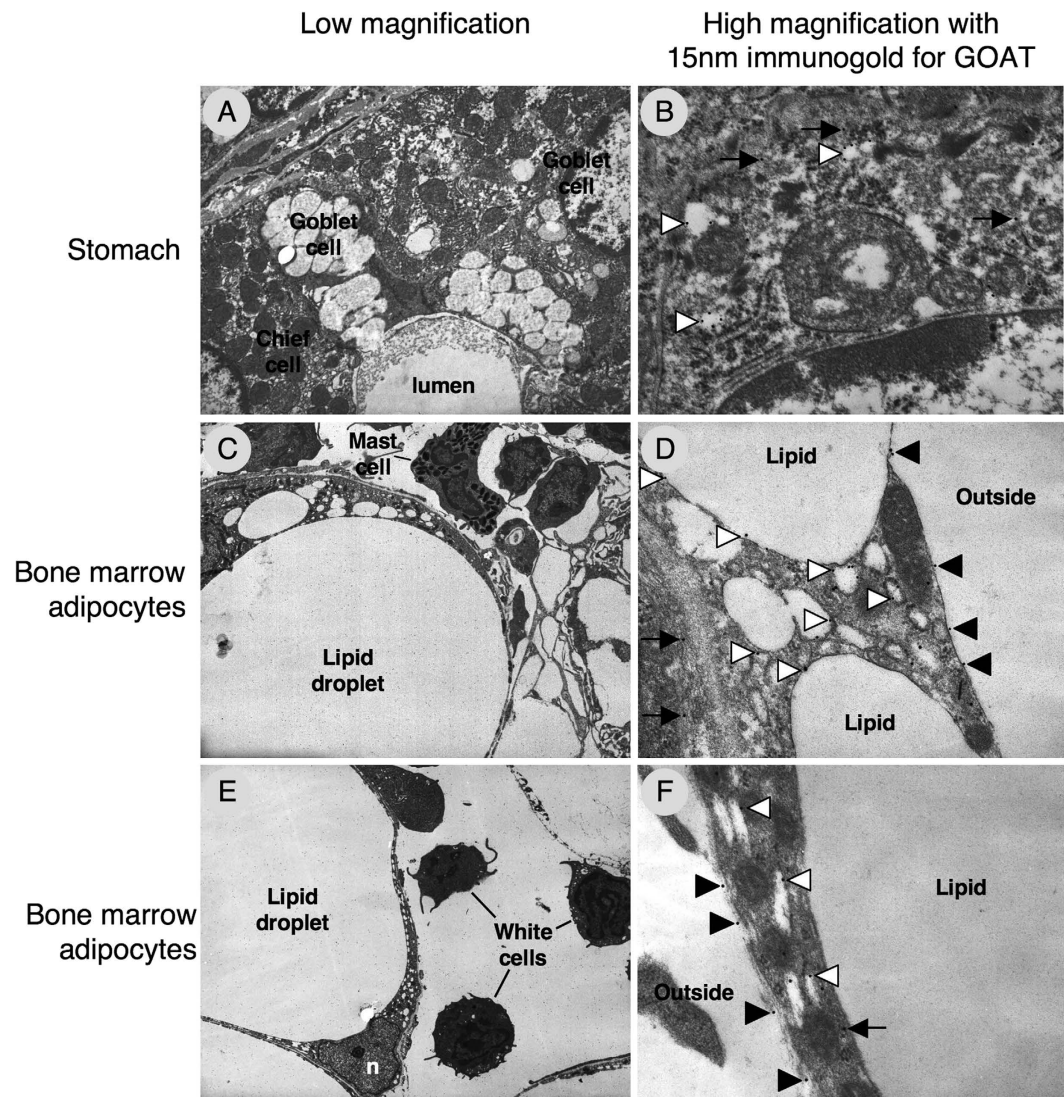 Low magnification
High magnification with
15nm immunogold for GOAT
Stomach
A
Goblet
cell
Goblet
cell
Chief
cell
lumen
B
Bone marrow
adipocytes
C
Mast
cell
Lipid
droplet
D
Lipid
Outside
Lipid
Bone marrow
adipocytes
E
Lipid
droplet
White
cells
n
F
Lipid
Outside